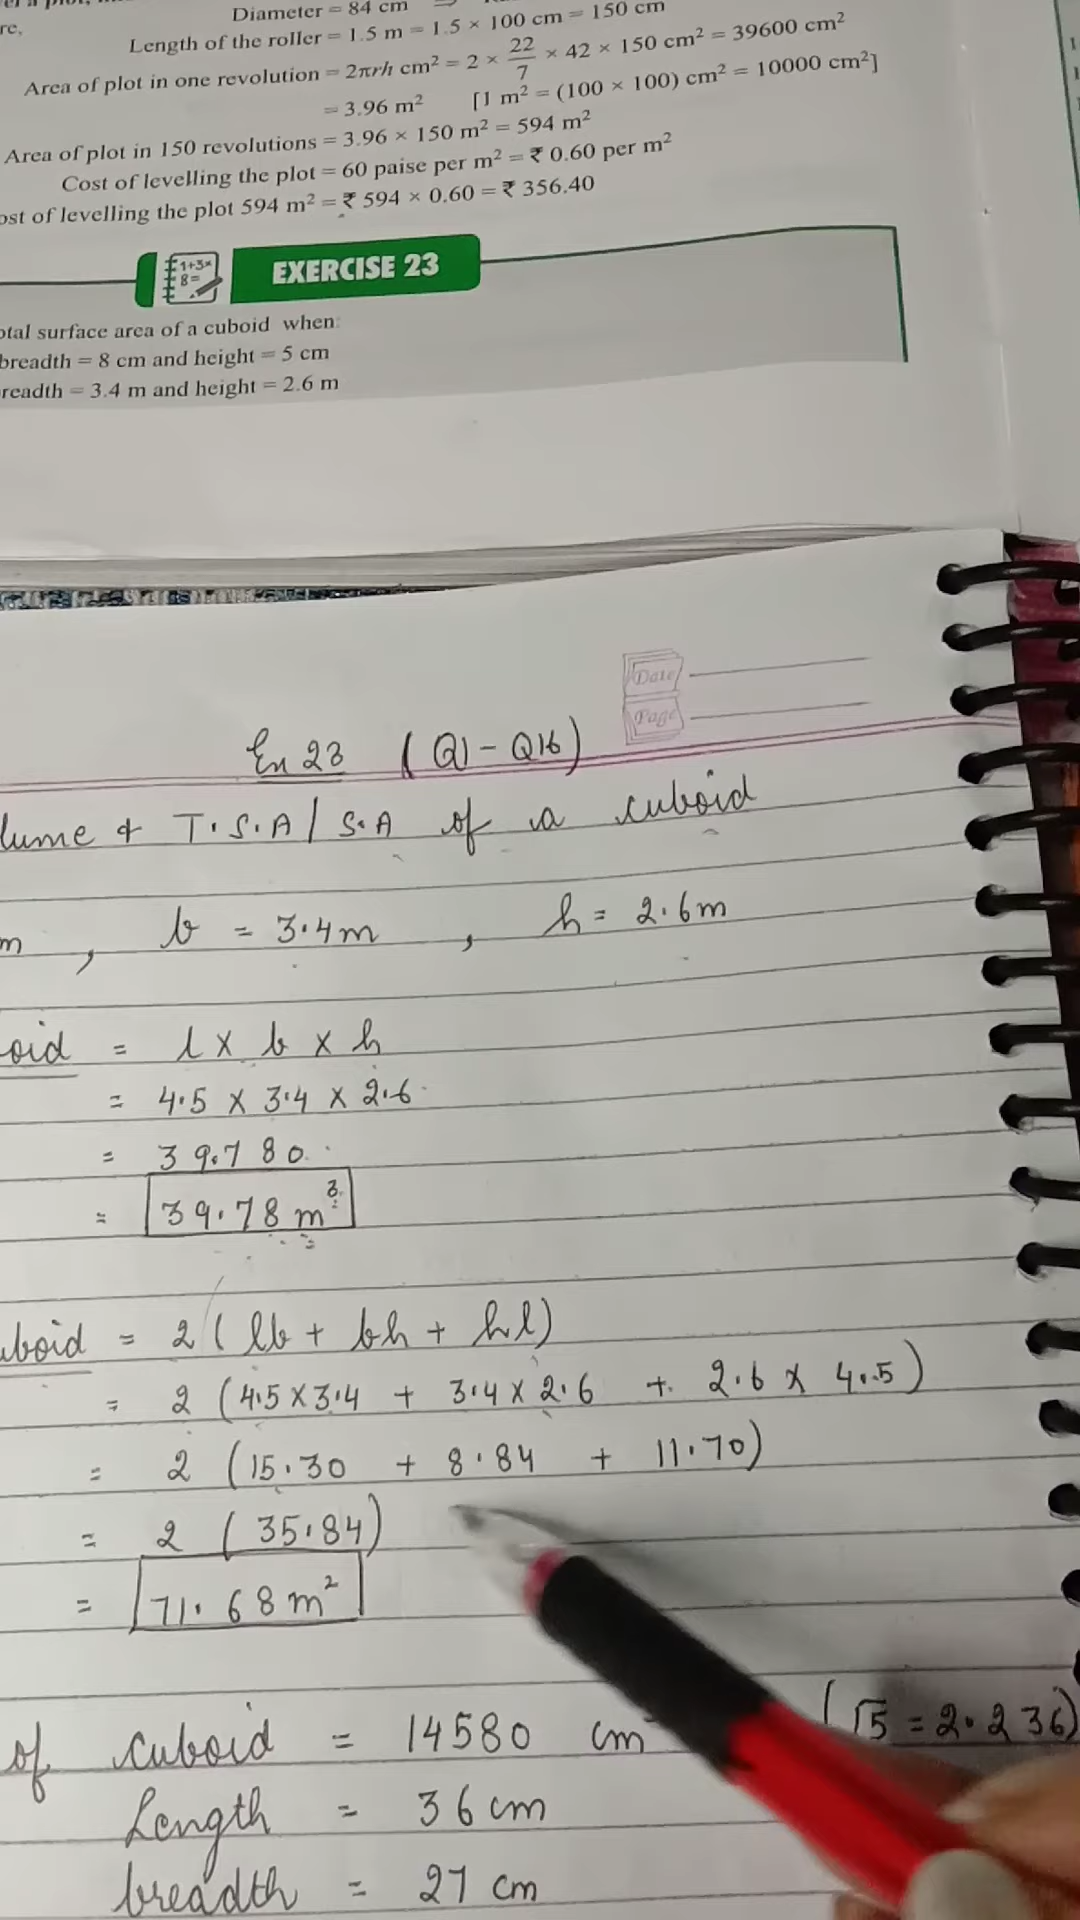 Diameter = 84 cm
re,
Length of the roller = 1.5 m = 1.5 × 100 cm = 150 cm
Area of plot in one revolution = 2πrh cm² = 2 × 22/7 × 42 × 150 cm² = 39600 cm²
= 3.96 m² [1 m² = (100 × 100) cm² = 10000 cm²]
Area of plot in 150 revolutions = 3.96 × 150 m² = 594 m²
Cost of levelling the plot = 60 paise per m² = ₹ 0.60 per m²
ost of levelling the plot 594 m² = ₹ 594 × 0.60 = ₹ 356.40
1+3×
8=
EXERCISE 23
otal surface area of a cuboid when:
breadth = 8 cm and height = 5 cm
readth = 3.4 m and height = 2.6 m
Date
Page
Ex 23 (Q1 - Q16)
lume & T.S.A / S.A of a cuboid
m , b = 3.4m , h = 2.6m
oid = l × b × h
= 4.5 × 3.4 × 2.6
= 39.780
= 39.78 m³
uboid = 2 (lb + bh + hl)
= 2 (4.5 × 3.4 + 3.4 × 2.6 + 2.6 × 4.5)
= 2 (15.30 + 8.84 + 11.70)
= 2 (35.84)
= 71.68 m²
of cuboid = 14580 cm (√5 = 2.236)
Length = 36 cm
breadth = 27 cm